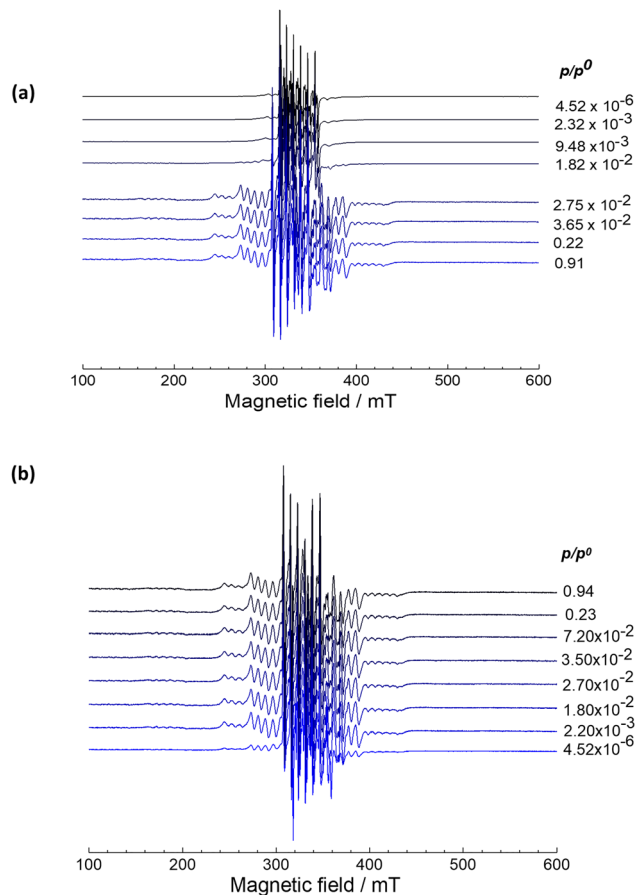 (a)
p/p⁰
4.52 x 10⁻⁶
2.32 x 10⁻³
9.48 x 10⁻³
1.82 x 10⁻²
2.75 x 10⁻²
3.65 x 10⁻²
0.22
0.91
100 200 300 400 500 600
Magnetic field / mT
(b)
p/p⁰
0.94
0.23
7.20x10⁻²
3.50x10⁻²
2.70x10⁻²
1.80x10⁻²
2.20x10⁻³
4.52x10⁻⁶
100 200 300 400 500 600
Magnetic field / mT